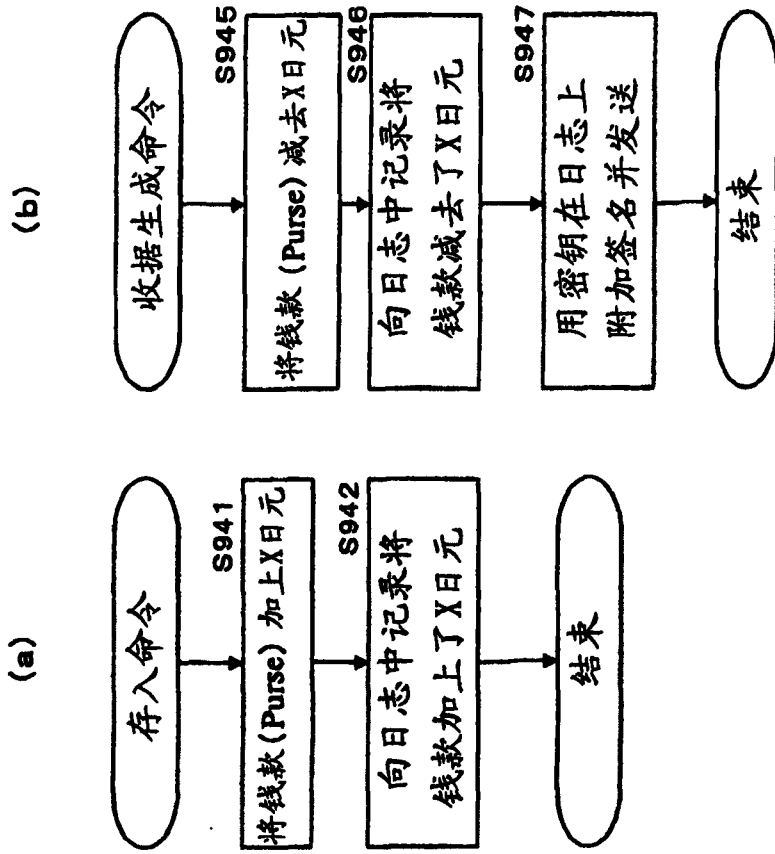 (a)
存入命令
S941
将钱款(Purse)加上X日元
S942
向日志中记录将
钱款加上了X日元
结束
(b)
收据生成命令
S945
将钱款(Purse)减去X日元
S946
向日志中记录将
钱款减去了X日元
S947
用密钥在日志上
附加签名并发送
结束